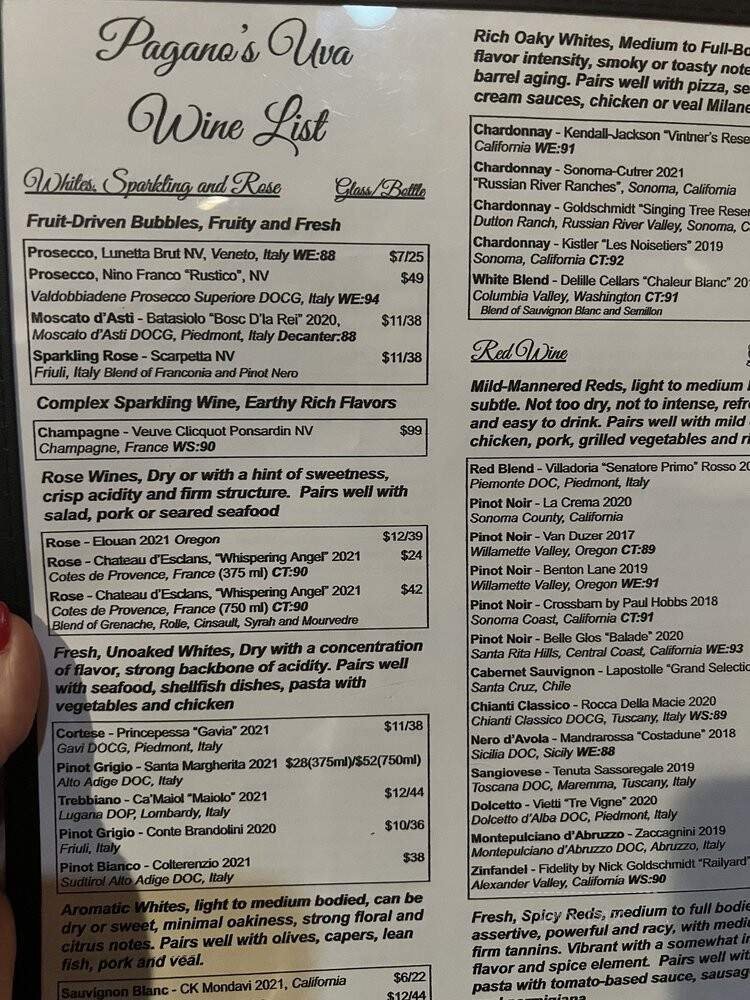 Pagano's Uva
Wine List
Whites, Sparkling and Rose Glass/Bottle
Fruit-Driven Bubbles, Fruity and Fresh
Prosecco, Lunetta Brut NV, Veneto, Italy WE:88 $7/25
Prosecco, Nino Franco "Rustico", NV $49
Valdobbiadene Prosecco Superiore DOCG, Italy WE:94
Moscato d'Asti - Batasiolo "Bosc D'la Rei" 2020, $11/38
Moscato d'Asti DOCG, Piedmont, Italy Decanter:88
Sparkling Rose - Scarpetta NV $11/38
Friuli, Italy Blend of Franconia and Pinot Nero
Complex Sparkling Wine, Earthy Rich Flavors
Champagne - Veuve Clicquot Ponsardin NV $99
Champagne, France WS:90
Rose Wines, Dry or with a hint of sweetness,
crisp acidity and firm structure. Pairs well with
salad, pork or seared seafood
Rose - Elouan 2021 Oregon $12/39
Rose - Chateau d'Esclans, "Whispering Angel" 2021 $24
Cotes de Provence, France (375 ml) CT:90
Rose - Chateau d'Esclans, "Whispering Angel" 2021 $42
Cotes de Provence, France (750 ml) CT:90
Blend of Grenache, Rolle, Cinsault, Syrah and Mourvedre
Fresh, Unoaked Whites, Dry with a concentration
of flavor, strong backbone of acidity. Pairs well
with seafood, shellfish dishes, pasta with
vegetables and chicken
Cortese - Princepessa "Gavia" 2021 $11/38
Gavi DOCG, Piedmont, Italy
Pinot Grigio - Santa Margherita 2021 $28(375ml)/$52(750ml)
Alto Adige DOC, Italy
Trebbiano - Ca'Maiol "Maiolo" 2021 $12/44
Lugana DOP, Lombardy, Italy
Pinot Grigio - Conte Brandolini 2020 $10/36
Friuli, Italy
Pinot Bianco - Colterenzio 2021 $38
Sudtirol Alto Adige DOC, Italy
Aromatic Whites, light to medium bodied, can be
dry or sweet, minimal oakiness, strong floral and
citrus notes. Pairs well with olives, capers, lean
fish, pork and veal.
Sauvignon Blanc - CK Mondavi 2021, California $6/22
$12/44
Rich Oaky Whites, Medium to Full-Bo
flavor intensity, smoky or toasty note
barrel aging. Pairs well with pizza, se
cream sauces, chicken or veal Milane
Chardonnay - Kendall-Jackson "Vintner's Rese
California WE:91
Chardonnay - Sonoma-Cutrer 2021
"Russian River Ranches", Sonoma, California
Chardonnay - Goldschmidt "Singing Tree Reser
Dutton Ranch, Russian River Valley, Sonoma, C
Chardonnay - Kistler "Les Noisetiers" 2019
Sonoma, California CT:92
White Blend - Delille Cellars "Chaleur Blanc" 20
Columbia Valley, Washington CT:91
Blend of Sauvignon Blanc and Semillon
Red Wine
Mild-Mannered Reds, light to medium
subtle. Not too dry, not to intense, refre
and easy to drink. Pairs well with mild
chicken, pork, grilled vegetables and ri
Red Blend - Villadoria "Senatore Primo" Rosso 20
Piemonte DOC, Piedmont, Italy
Pinot Noir - La Crema 2020
Sonoma County, California
Pinot Noir - Van Duzer 2017
Willamette Valley, Oregon CT:89
Pinot Noir - Benton Lane 2019
Willamette Valley, Oregon WE:91
Pinot Noir - Crossbarn by Paul Hobbs 2018
Sonoma Coast, California CT:91
Pinot Noir - Belle Glos "Balade" 2020
Santa Rita Hills, Central Coast, California WE:93
Cabernet Sauvignon - Lapostolle "Grand Selectio
Santa Cruz, Chile
Chianti Classico - Rocca Della Macie 2020
Chianti Classico DOCG, Tuscany, Italy WS:89
Nero d'Avola - Mandrarossa "Costadune" 2018
Sicilia DOC, Sicily WE:88
Sangiovese - Tenuta Sassoregale 2019
Toscana DOC, Maremma, Tuscany, Italy
Dolcetto - Vietti "Tre Vigne" 2020
Dolcetto d'Alba DOC, Piedmont, Italy
Montepulciano d'Abruzzo - Zaccagnini 2019
Montepulciano d'Abruzzo DOC, Abruzzo, Italy
Zinfandel - Fidelity by Nick Goldschmidt "Railyard"
Alexander Valley, California WS:90
Fresh, Spicy Reds, medium to full bodie
assertive, powerful and racy, with mediu
firm tannins. Vibrant with a somewhat in
flavor and spice element. Pairs well wit
pasta with tomato-based sauce, sausag